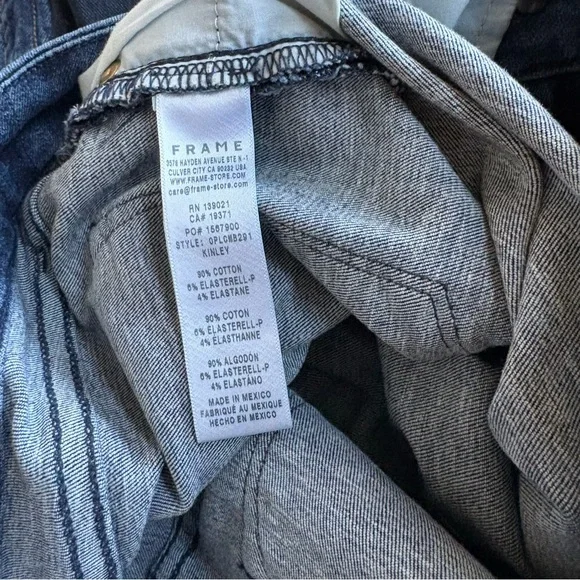 FRAME
3578 HAYDEN AVENUE STE N-1
CULVER CITY CA 90232 USA
WWW.FRAME-STORE.COM
care@frame-store.com
RN 139021
CA# 19371
PO# 1567900
STYLE: OPLCMB291
KINLEY
90% COTTON
6% ELASTERELL-P
4% ELASTANE
90% COTON
6% ELASTERELL-P
4% ELASTHANNE
90% ALGODON
6% ELASTERELL-P
4% ELASTANO
MADE IN MEXICO
FABRIQUÉ AU MEXIQUE
HECHO EN MEXICO